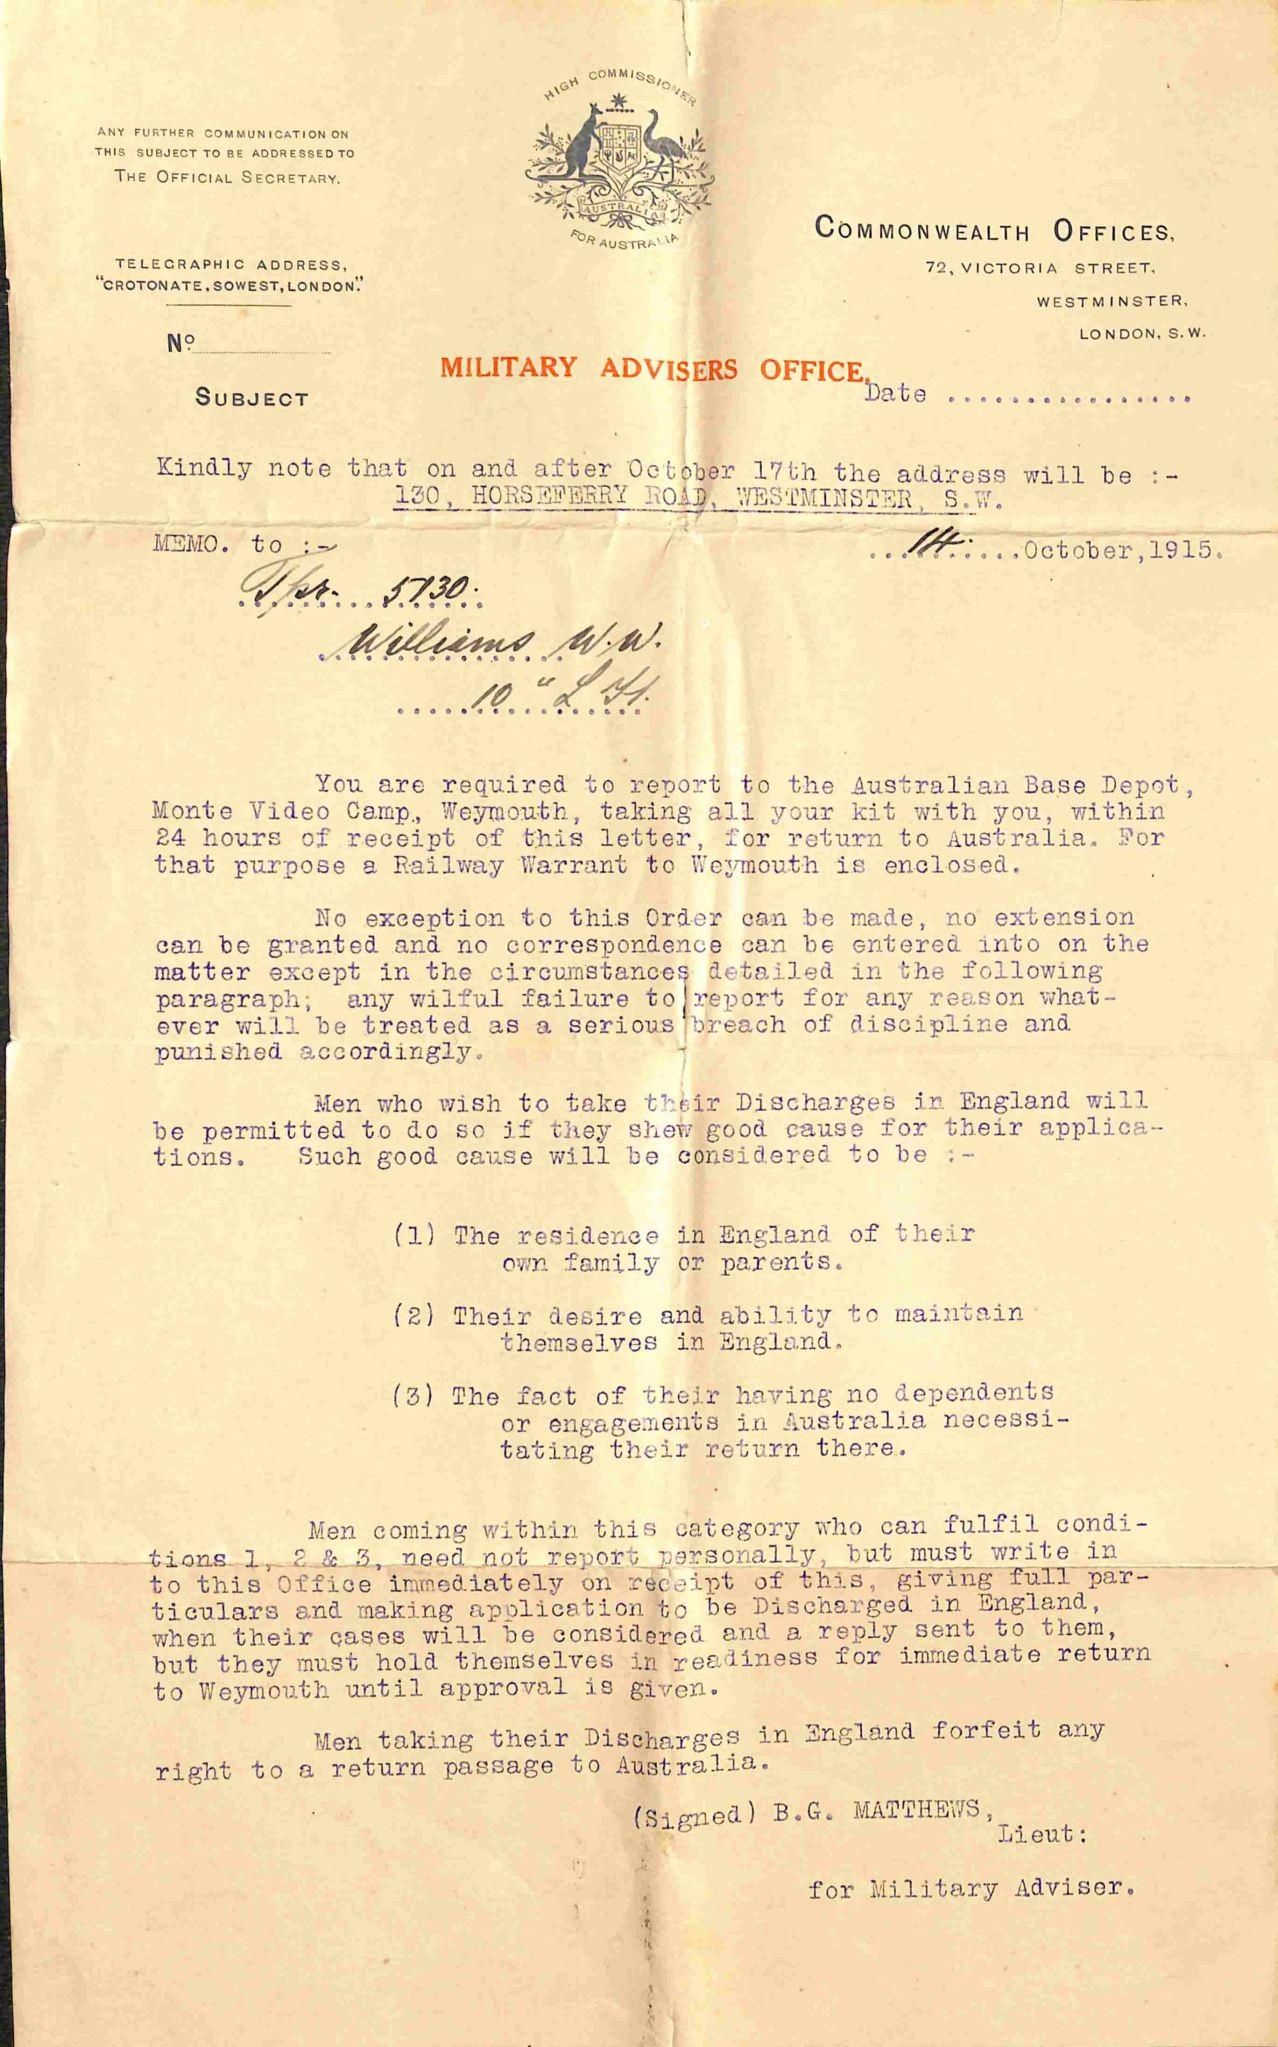 HIGH COMMISSIONER
AUSTRALIA
FOR AUSTRALIA
ANY FURTHER COMMUNICATION ON
THIS SUBJECT TO BE ADDRESSED TO
THE OFFICIAL SECRETARY.
TELEGRAPHIC ADDRESS,
"CROTONATE, SOWEST, LONDON."
COMMONWEALTH OFFICES,
72, VICTORIA STREET,
WESTMINSTER,
LONDON, S.W.
No.
MILITARY ADVISERS OFFICE.
SUBJECT
Date .................
Kindly note that on and after October 17th the address will be :-
130, HORSEFERRY ROAD, WESTMINSTER, S.W.
MEMO. to :-
14 October, 1915.
Tpr. 5130.
Williams W.W.
10" L H.
You are required to report to the Australian Base Depot,
Monte Video Camp., Weymouth, taking all your kit with you, within
24 hours of receipt of this letter, for return to Australia. For
that purpose a Railway Warrant to Weymouth is enclosed.
No exception to this Order can be made, no extension
can be granted and no correspondence can be entered into on the
matter except in the circumstances detailed in the following
paragraph; any wilful failure to report for any reason what-
ever will be treated as a serious breach of discipline and
punished accordingly.
Men who wish to take their Discharges in England will
be permitted to do so if they shew good cause for their applica-
tions. Such good cause will be considered to be :-
(1) The residence in England of their
own family or parents.
(2) Their desire and ability to maintain
themselves in England.
(3) The fact of their having no dependents
or engagements in Australia necessi-
tating their return there.
Men coming within this category who can fulfil condi-
tions 1, 2 & 3, need not report personally, but must write in
to this Office immediately on receipt of this, giving full par-
ticulars and making application to be Discharged in England,
when their cases will be considered and a reply sent to them,
but they must hold themselves in readiness for immediate return
to Weymouth until approval is given.
Men taking their Discharges in England forfeit any
right to a return passage to Australia.
(Signed) B.G. MATTHEWS,
Lieut:
for Military Adviser.